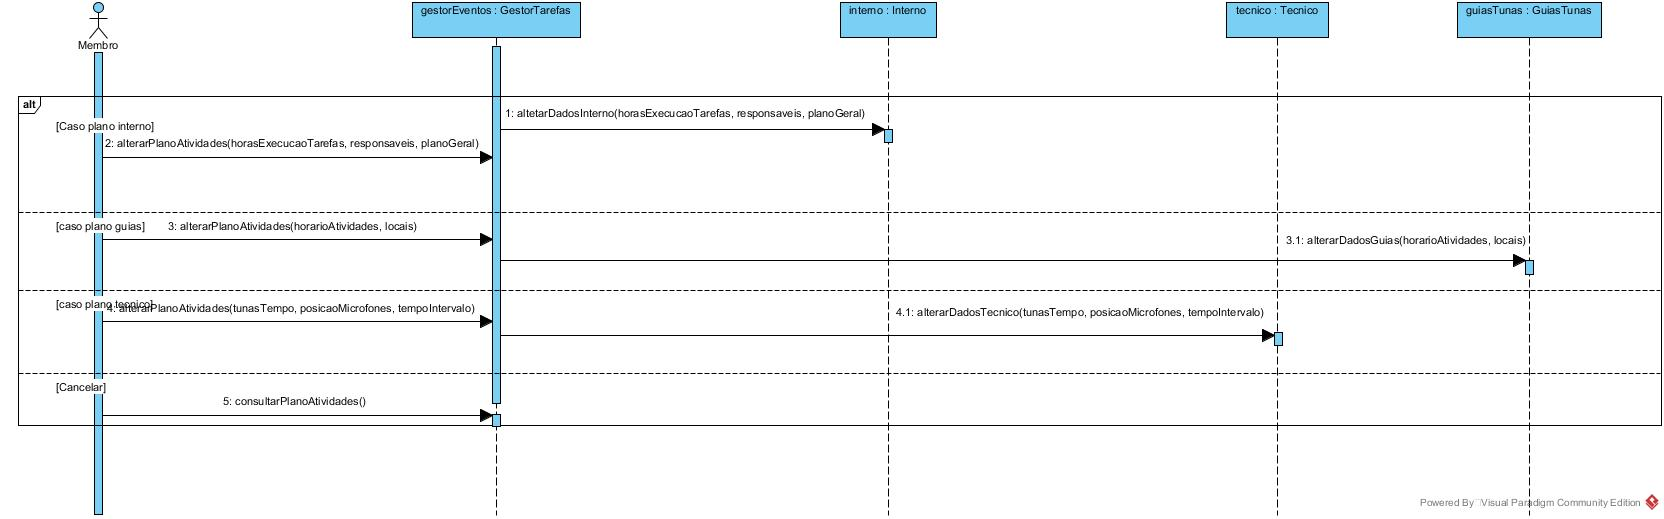 gestorEventos : GestorTarefas
interno : Interno
tecnico : Tecnico
guiasTunas : GuiasTunas
Membro
alt
1: altetarDadosInterno(horasExecucaoTarefas, responsaveis, planoGeral)
[Caso plano interno]
2: alterarPlanoAtividades(horasExecucaoTarefas, responsaveis, planoGeral)
[caso plano guias]
3: alterarPlanoAtividades(horarioAtividades, locais)
3.1: alterarDadosGuias(horarioAtividades, locais)
[caso plano tecnico]
4: alterarPlanoAtividades(tunasTempo, posicaoMicrofones, tempoIntervalo)
4.1: alterarDadosTecnico(tunasTempo, posicaoMicrofones, tempoIntervalo)
[Cancelar]
5: consultarPlanoAtividades()
Powered By Visual Paradigm Community Edition